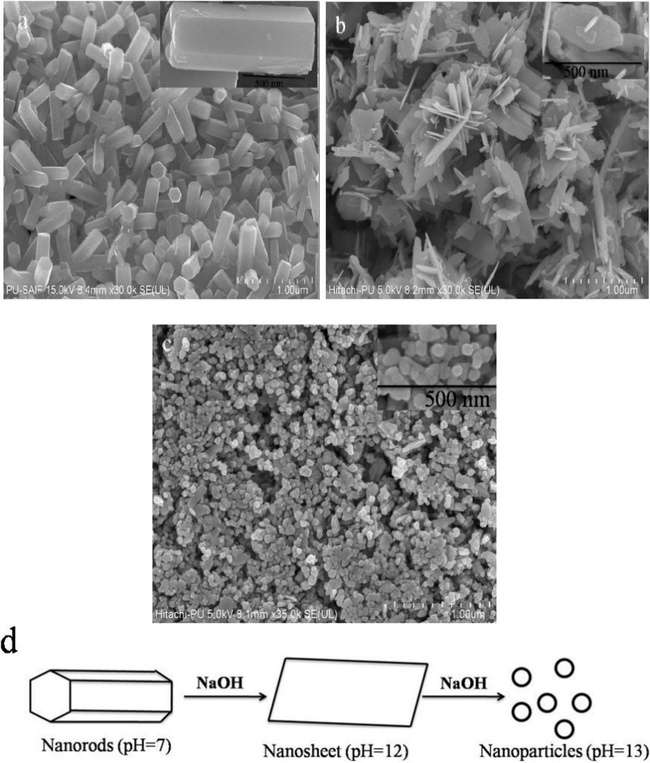 a
500 nm
PU-SAIF 15.0kV 8.4mm x30.0k SE(UL)
1.00um
b
500 nm
Hitachi-PU 5.0kV 8.2mm x30.0k SE(UL)
1.00um
c
500 nm
Hitachi-PU 5.0kV 8.1mm x35.0k SE(UL)
1.00um
d
NaOH
NaOH
Nanorods (pH=7)
Nanosheet (pH=12)
Nanoparticles (pH=13)